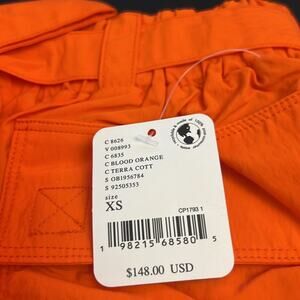 C 8626
V 008993
C 6835
C BLOOD ORANGE
C TERRA COTT
S OB1956784
S 92505353
size
XS
CP1793 1
1 98215 68580 5
$148.00 USD